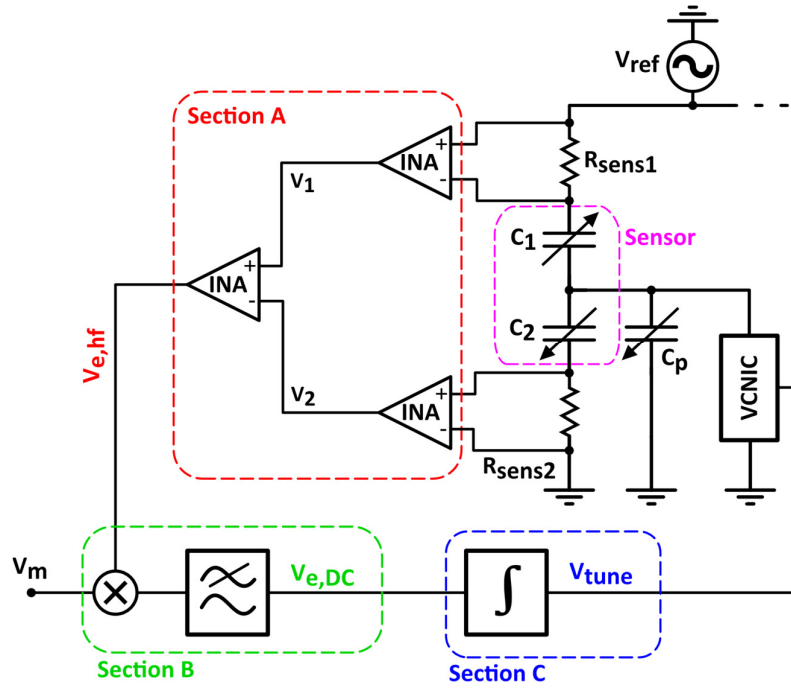 Vref
Section A
+
-
INA
Rsens1
V1
C1
Sensor
+
-
INA
C2
Cp
VCNIC
Ve,hf
V2
+
-
INA
Rsens2
Vm
Ve,DC
∫
Vtune
Section B
Section C